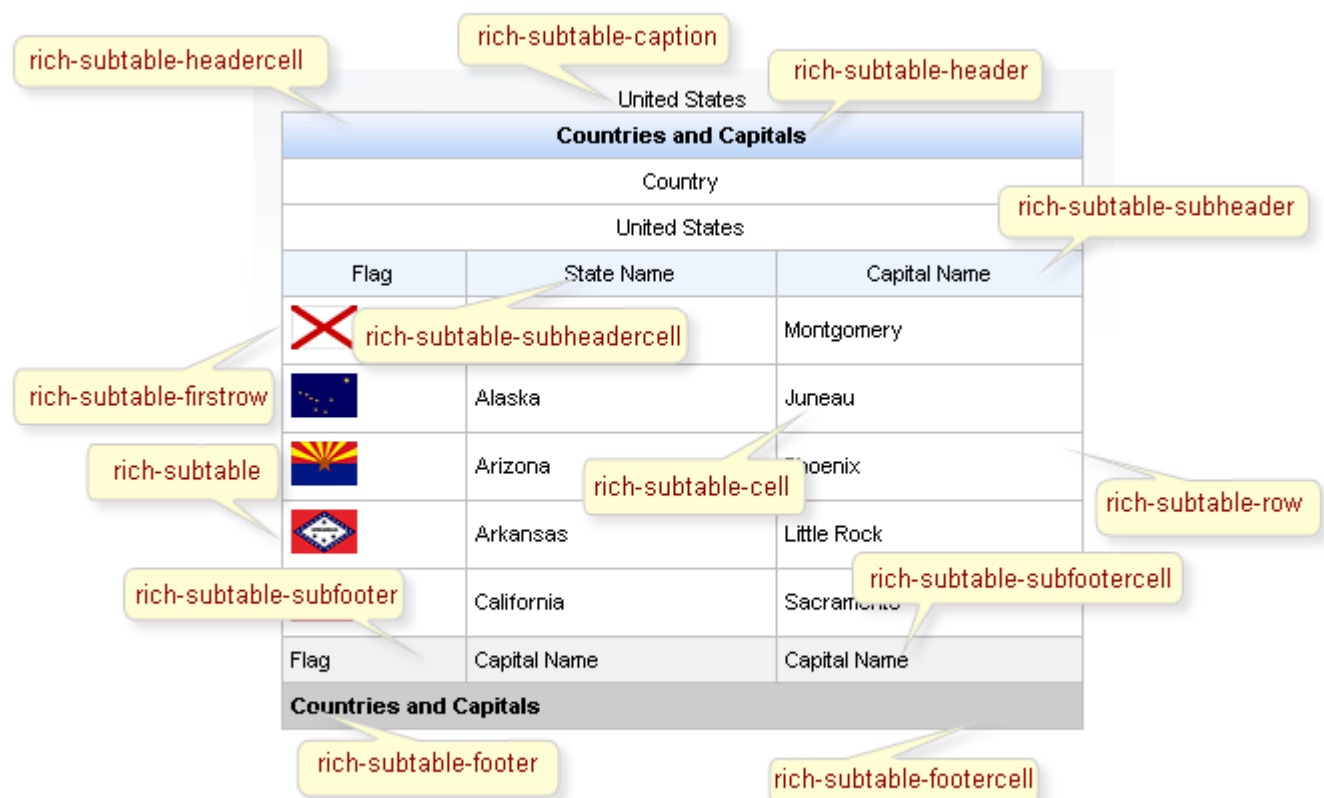 rich-subtable-caption
rich-subtable-headercell
rich-subtable-header
United States
Countries and Capitals
Country
United States
rich-subtable-subheader
Flag State Name Capital Name
rich-subtable-subheadercell
Montgomery
rich-subtable-firstrow
Alaska Juneau
rich-subtable
Arizona
rich-subtable-cell
rich-subtable-row
Arkansas Little Rock
rich-subtable-subfootercell
rich-subtable-subfooter
California
Flag Capital Name Capital Name
Countries and Capitals
rich-subtable-footer
rich-subtable-footercell